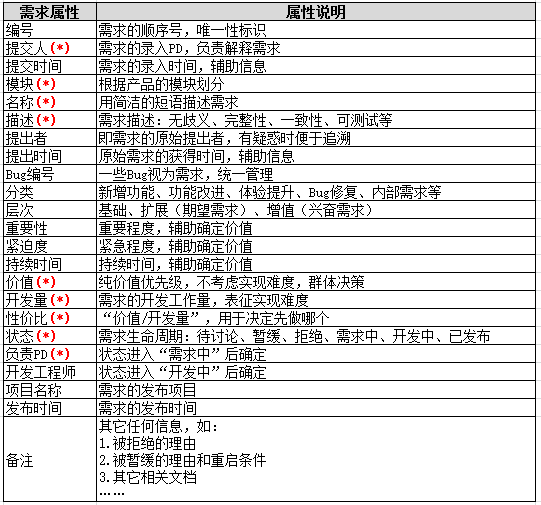 需求属性 属性说明
编号 需求的顺序号，唯一性标识
提交人(*) 需求的录入PD，负责解释需求
提交时间 需求的录入时间，辅助信息
模块(*) 根据产品的模块划分
名称(*) 用简洁的短语描述需求
描述(*) 需求描述：无歧义、完整性、一致性、可测试等
提出者 即需求的原始提出者，有疑惑时便于追溯
提出时间 原始需求的获得时间，辅助信息
Bug编号 一些Bug视为需求，统一管理
分类 新增功能、功能改进、体验提升、Bug修复、内部需求等
层次 基础、扩展（期望需求）、增值（兴奋需求）
重要性 重要程度，辅助确定价值
紧迫度 紧急程度，辅助确定价值
持续时间 持续时间，辅助确定价值
价值(*) 纯价值优先级，不考虑实现难度，群体决策
开发量(*) 需求的开发工作量，表征实现难度
性价比(*) “价值/开发量”，用于决定先做哪个
状态(*) 需求生命周期：待讨论、暂缓、拒绝、需求中、开发中、已发布
负责PD(*) 状态进入“需求中”后确定
开发工程师 状态进入“开发中”后确定
项目名称 需求的发布项目
发布时间 需求的发布时间
备注 其它任何信息，如：
1.被拒绝的理由
2.被暂缓的理由和重启条件
3.其它相关文档
……